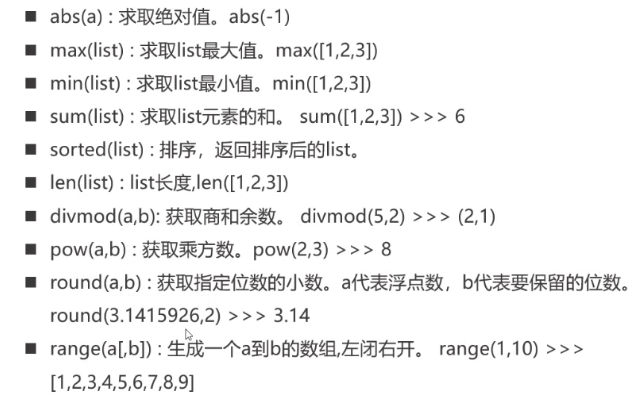 ■ abs(a) : 求取绝对值。abs(-1)
■ max(list) : 求取list最大值。max([1,2,3])
■ min(list) : 求取list最小值。min([1,2,3])
■ sum(list) : 求取list元素的和。 sum([1,2,3]) >>> 6
■ sorted(list) : 排序，返回排序后的list。
■ len(list) : list长度,len([1,2,3])
■ divmod(a,b): 获取商和余数。 divmod(5,2) >>> (2,1)
■ pow(a,b) : 获取乘方数。pow(2,3) >>> 8
■ round(a,b) : 获取指定位数的小数。a代表浮点数，b代表要保留的位数。
round(3.1415926,2) >>> 3.14
■ range(a[,b]) : 生成一个a到b的数组,左闭右开。 range(1,10) >>>
[1,2,3,4,5,6,7,8,9]